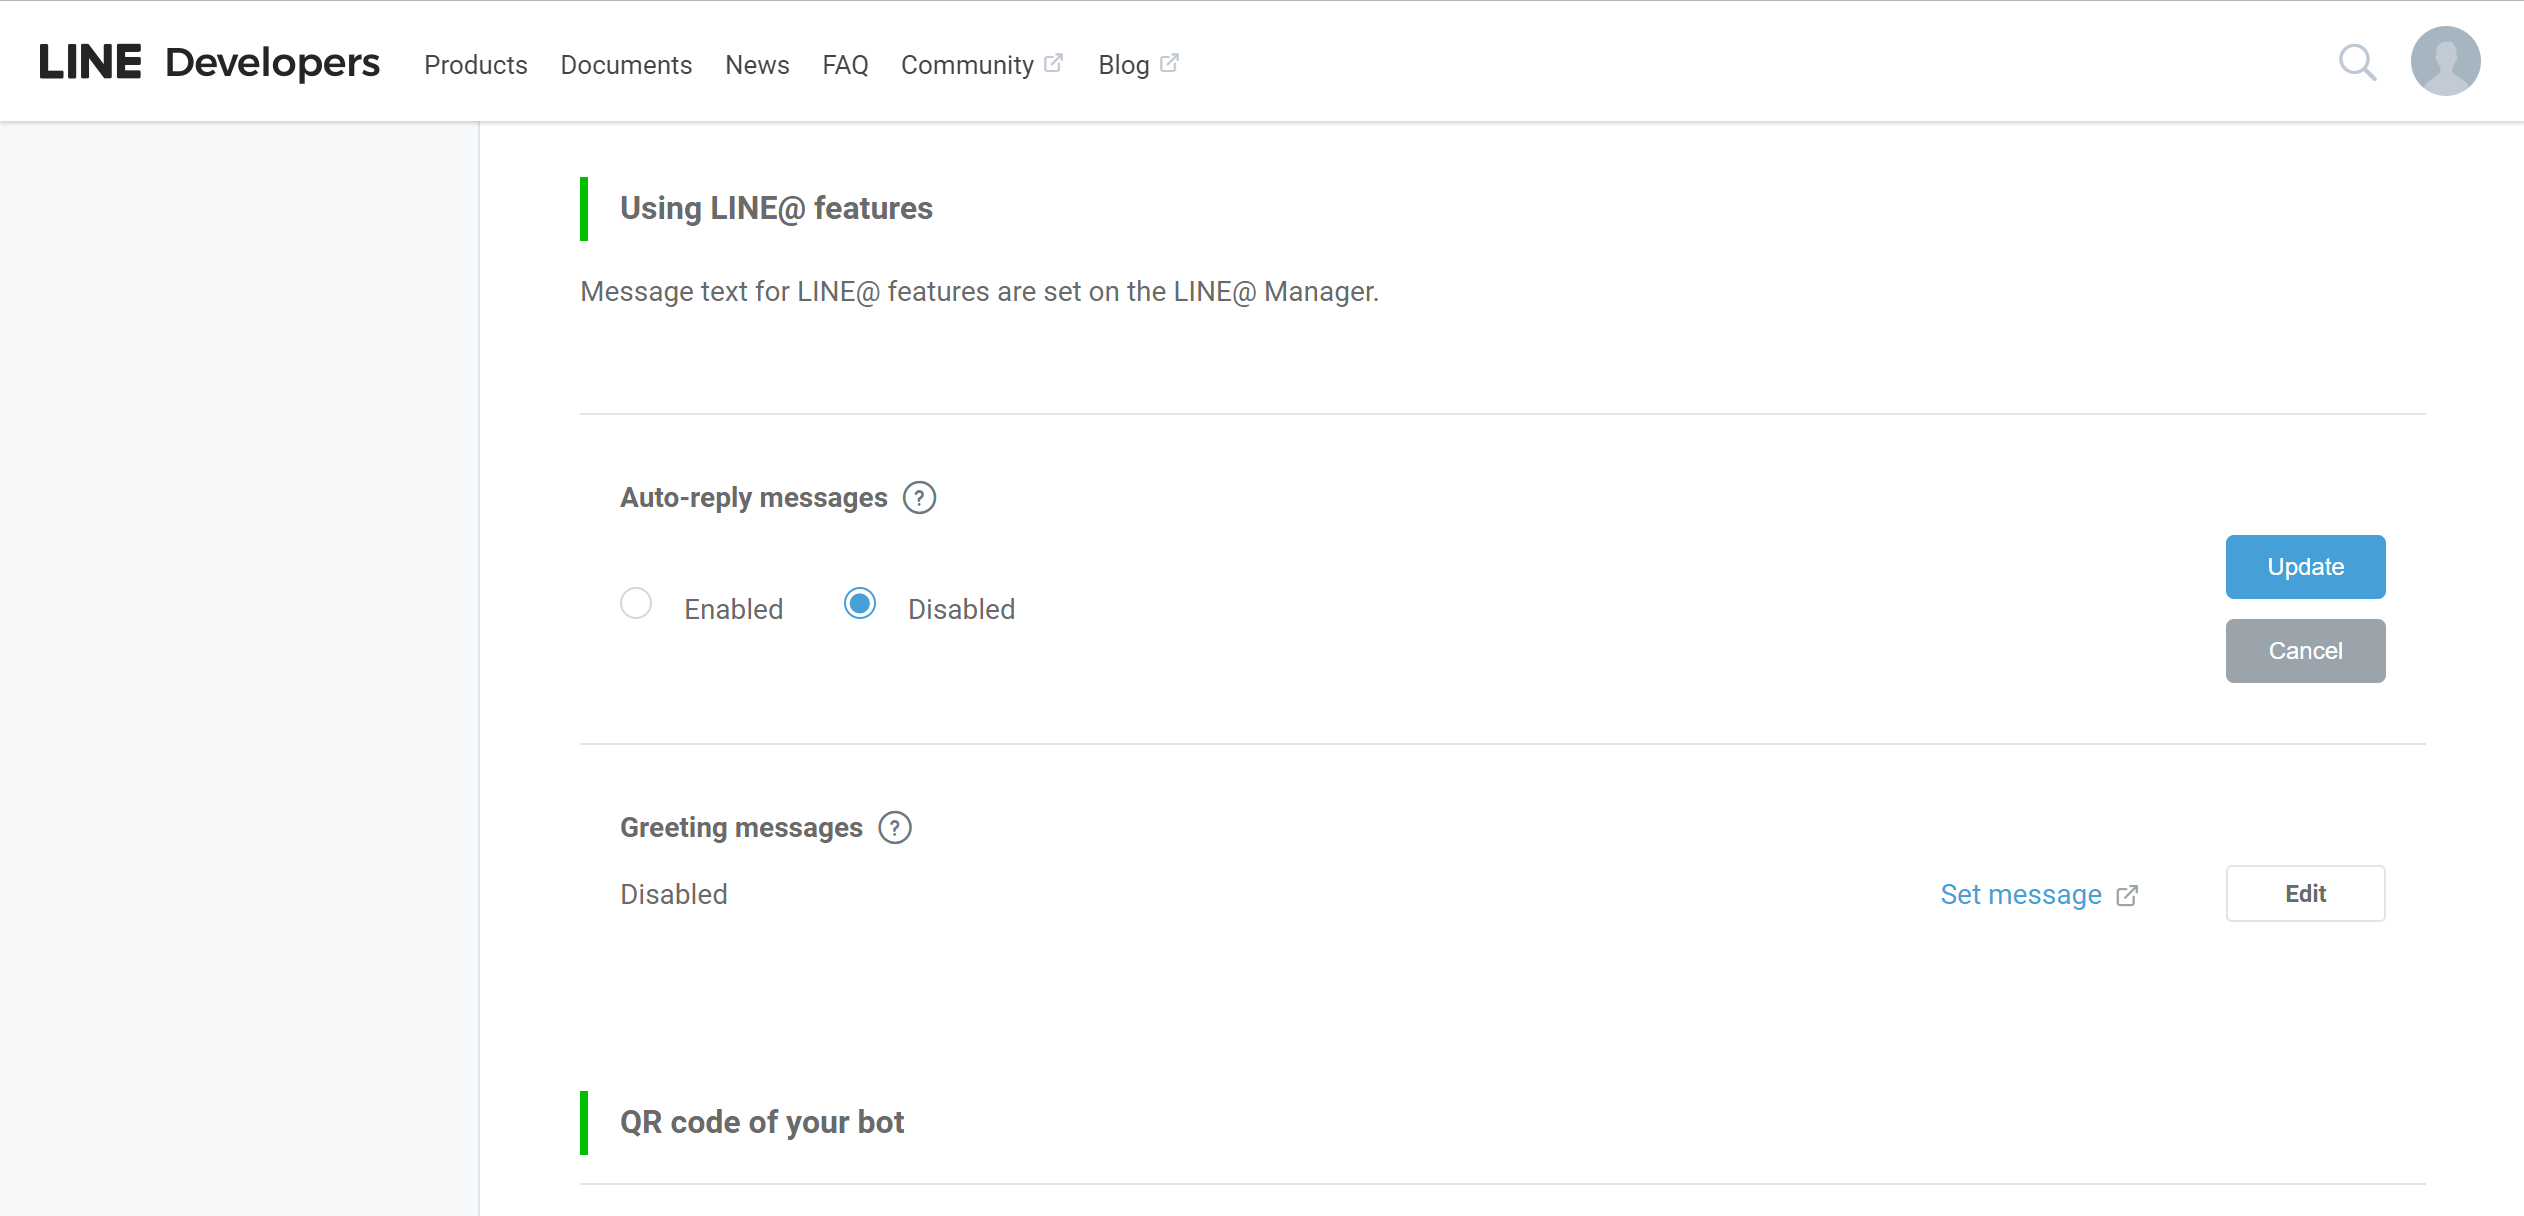 LINE Developers Products Documents News FAQ Community Blog
Using LINE@ features
Message text for LINE@ features are set on the LINE@ Manager.
Auto-reply messages ?
Update
Enabled Disabled
Cancel
Greeting messages ?
Disabled Set message Edit
QR code of your bot